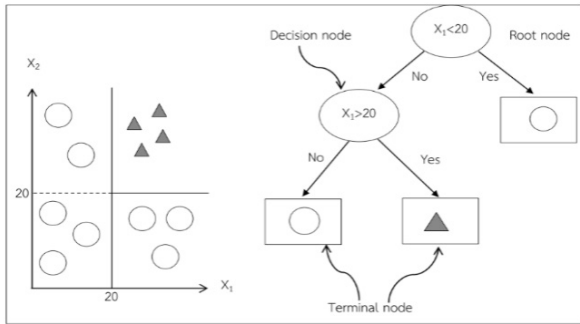 X₂
20
20
X₁
Decision node
X₁<20
Root node
No
Yes
X₁>20
No
Yes
Terminal node